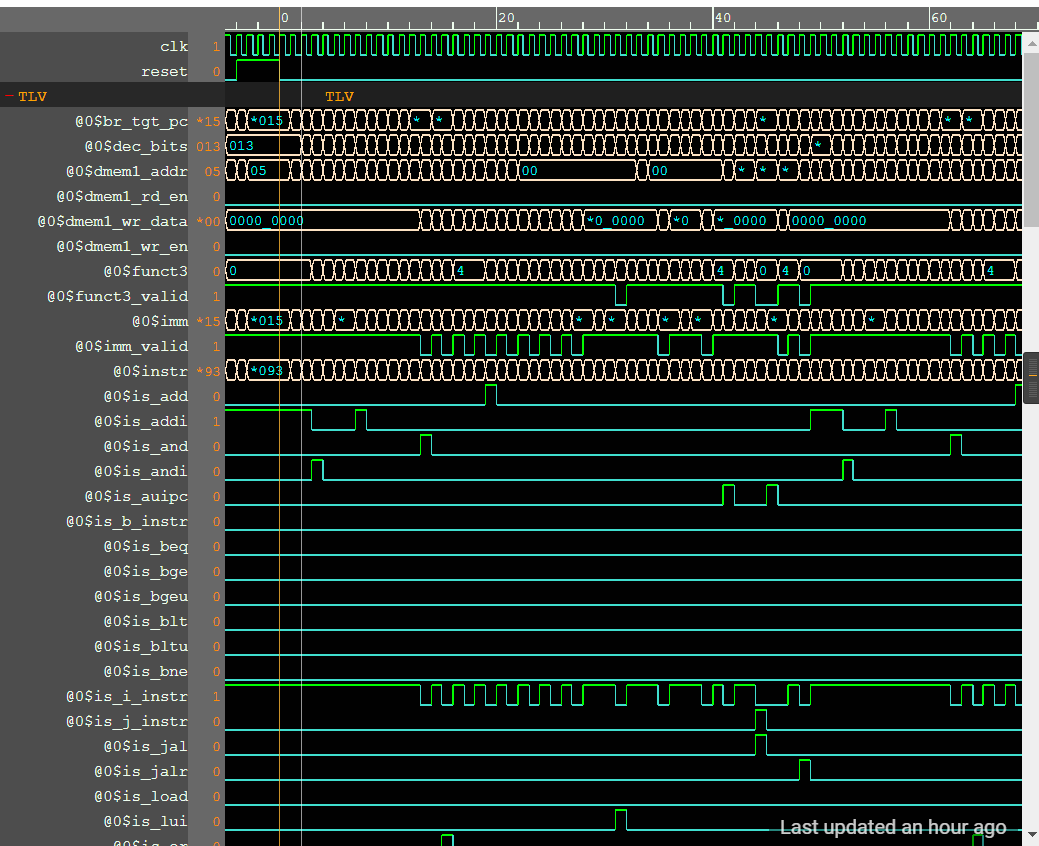 0 20 40 60
clk 1
reset 0
TLV TLV
@0$br_tgt_pc *15 *015 * * * * *
@0$dec_bits 013 013 *
@0$dmem1_addr 05 05 00 00 * * *
@0$dmem1_rd_en 0
@0$dmem1_wr_data *00 0000_0000 *0_0000 *0 *_0000 0000_0000
@0$dmem1_wr_en 0
@0$funct3 0 0 4 4 0 4 0 4
@0$funct3_valid 1
@0$imm *15 *015 * * * * * * *
@0$imm_valid 1
@0$instr *93 *093
@0$is_add 0
@0$is_addi 1
@0$is_and 0
@0$is_andi 0
@0$is_auipc 0
@0$is_b_instr 0
@0$is_beq 0
@0$is_bge 0
@0$is_bgeu 0
@0$is_blt 0
@0$is_bltu 0
@0$is_bne 0
@0$is_i_instr 1
@0$is_j_instr 0
@0$is_jal 0
@0$is_jalr 0
@0$is_load 0
@0$is_lui 0
Last updated an hour ago